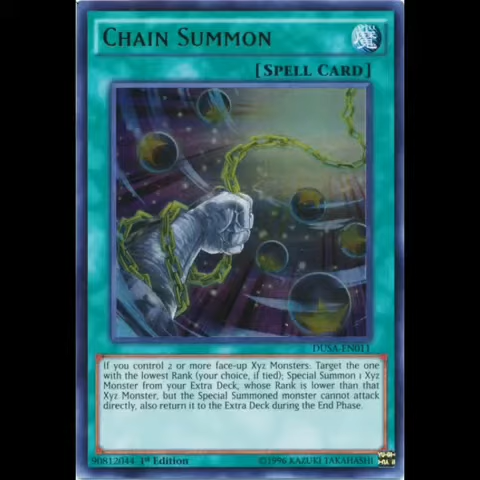 CHAIN SUMMON
[SPELL CARD]
DUSA-EN011
If you control 2 or more face-up Xyz Monsters: Target the one
with the lowest Rank (your choice, if tied); Special Summon 1 Xyz
Monster from your Extra Deck, whose Rank is lower than that
Xyz Monster, but the Special Summoned monster cannot attack
directly, also return it to the Extra Deck during the End Phase.
90812044 1st Edition ©1996 KAZUKI TAKAHASHI